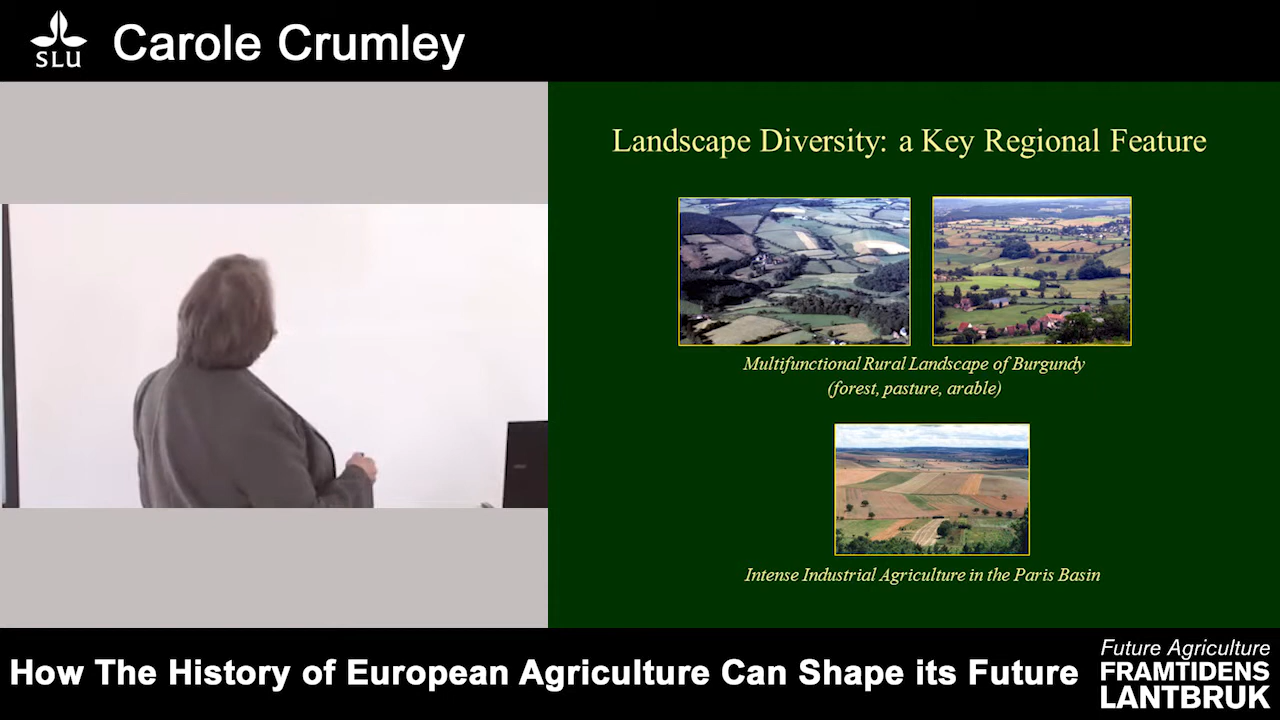 SLU
Carole Crumley
Landscape Diversity: a Key Regional Feature
Multifunctional Rural Landscape of Burgundy
(forest, pasture, arable)
Intense Industrial Agriculture in the Paris Basin
How The History of European Agriculture Can Shape its Future
Future Agriculture
FRAMTIDENS
LANTBRUK